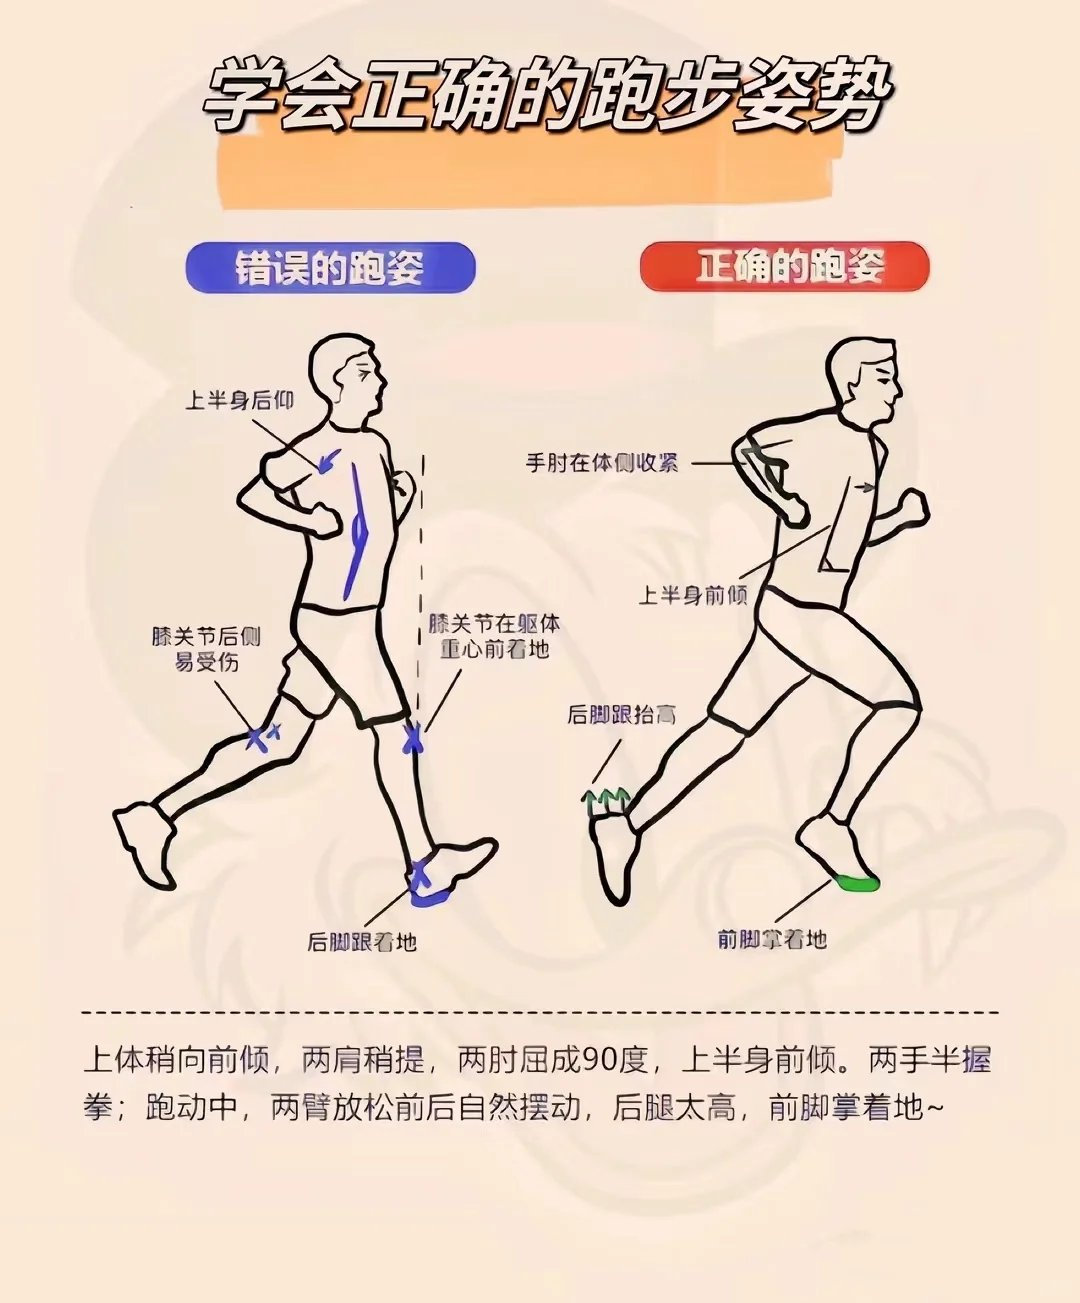 学会正确的跑步姿势
错误的跑姿
正确的跑姿
上半身后仰
手肘在体侧收紧
上半身前倾
膝关节后侧
易受伤
膝关节在躯体
重心前着地
后脚跟抬高
后脚跟着地
前脚掌着地
上体稍向前倾，两肩稍提，两肘屈成90度，上半身前倾。两手半握
拳；跑动中，两臂放松前后自然摆动，后腿太高，前脚掌着地~